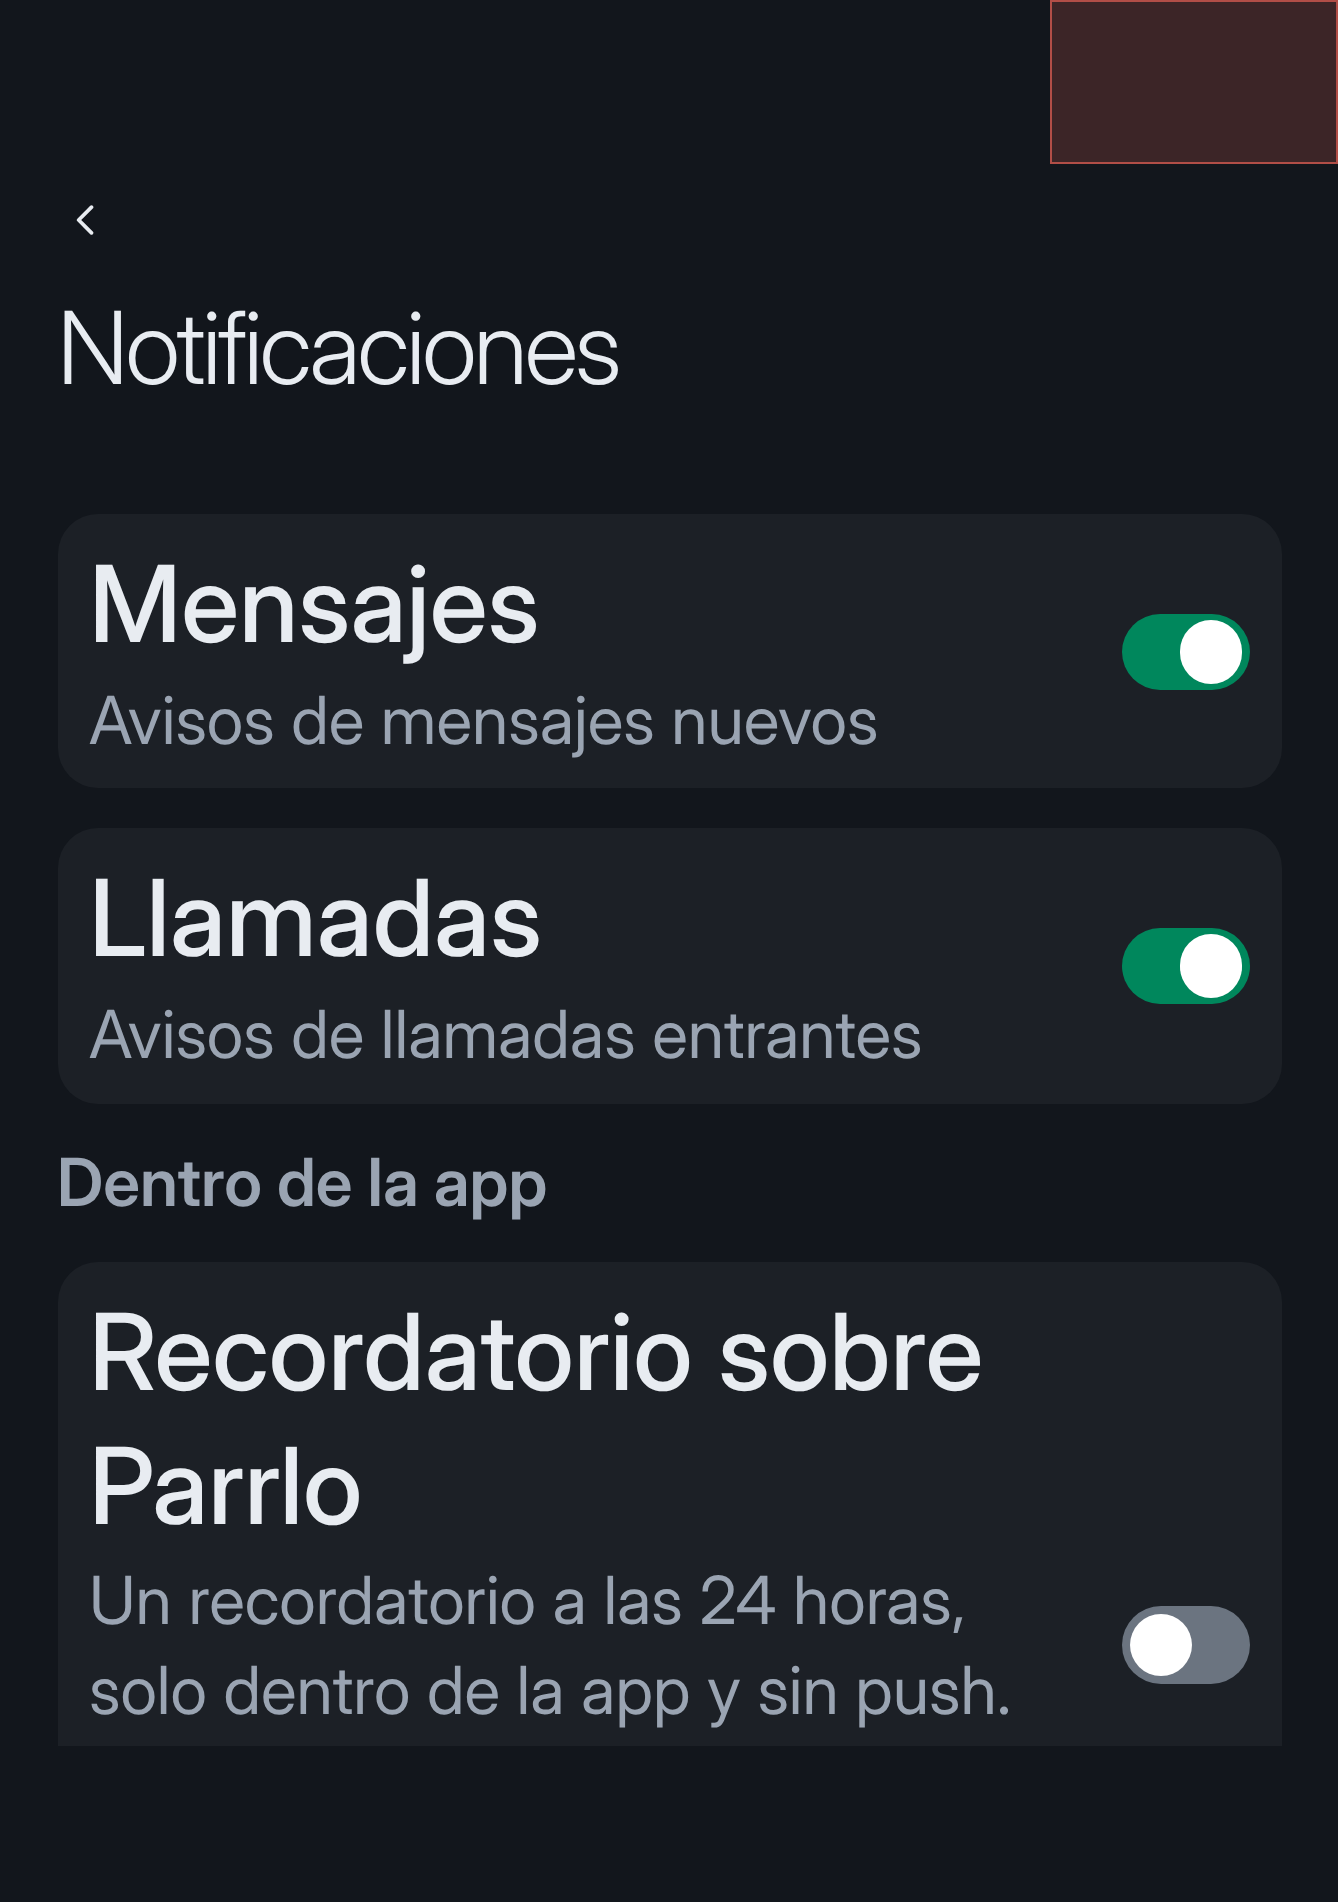 Notificaciones
Mensajes
Avisos de mensajes nuevos
Llamadas
Avisos de llamadas entrantes
Dentro de la app
Recordatorio sobre
Parrlo
Un recordatorio a las 24 horas,
solo dentro de la app y sin push.